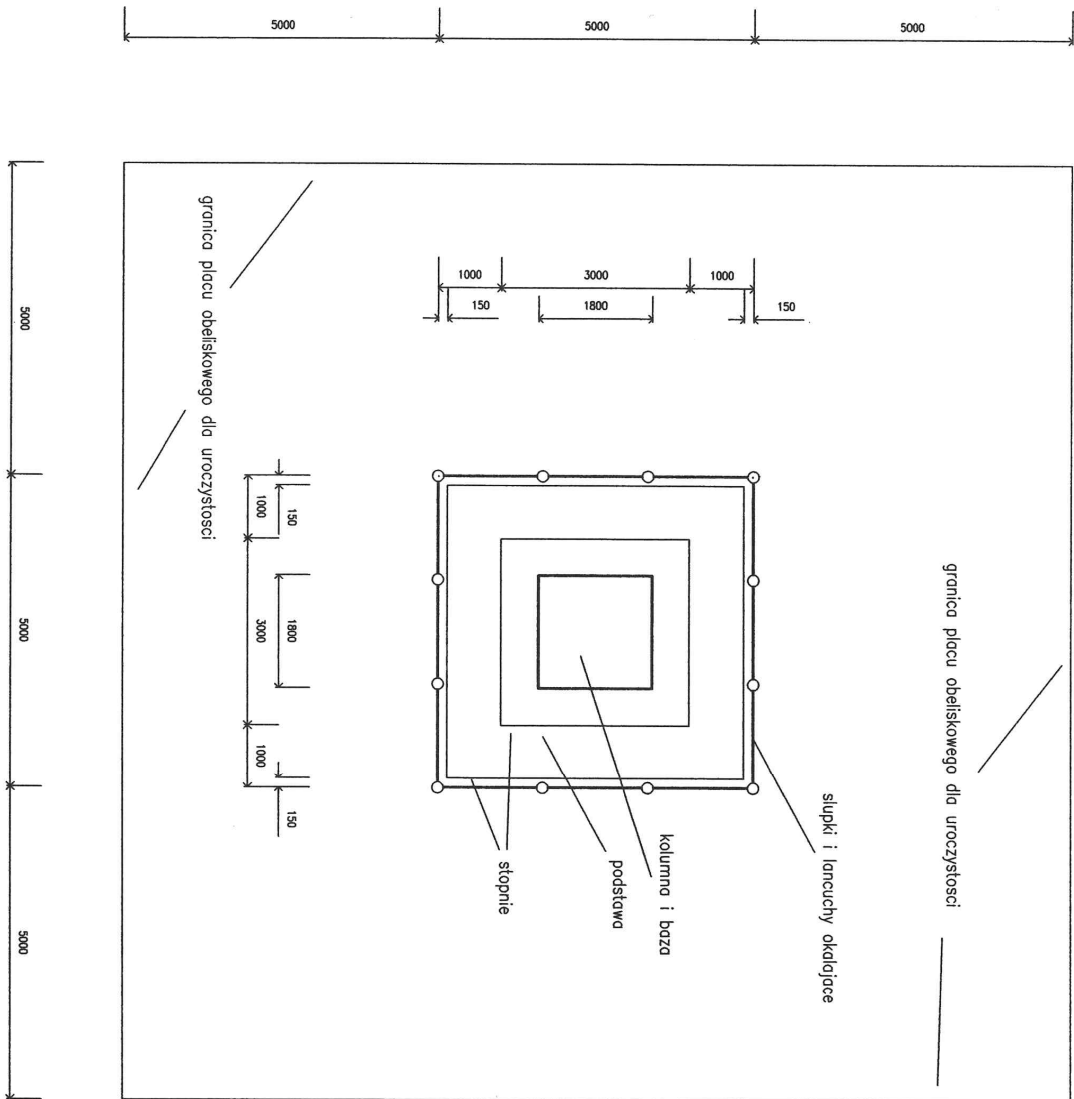 5000 5000 5000
1000 3000 1000
150 1800 150
granica placu obeliskowego dla uroczystosci
5000
5000
5000
150
1000
1800
3000
1000
150
granica placu obeliskowego dla uroczystosci
slupki i lancuchy okalajace
kolumna i baza
podstawa
stopnie